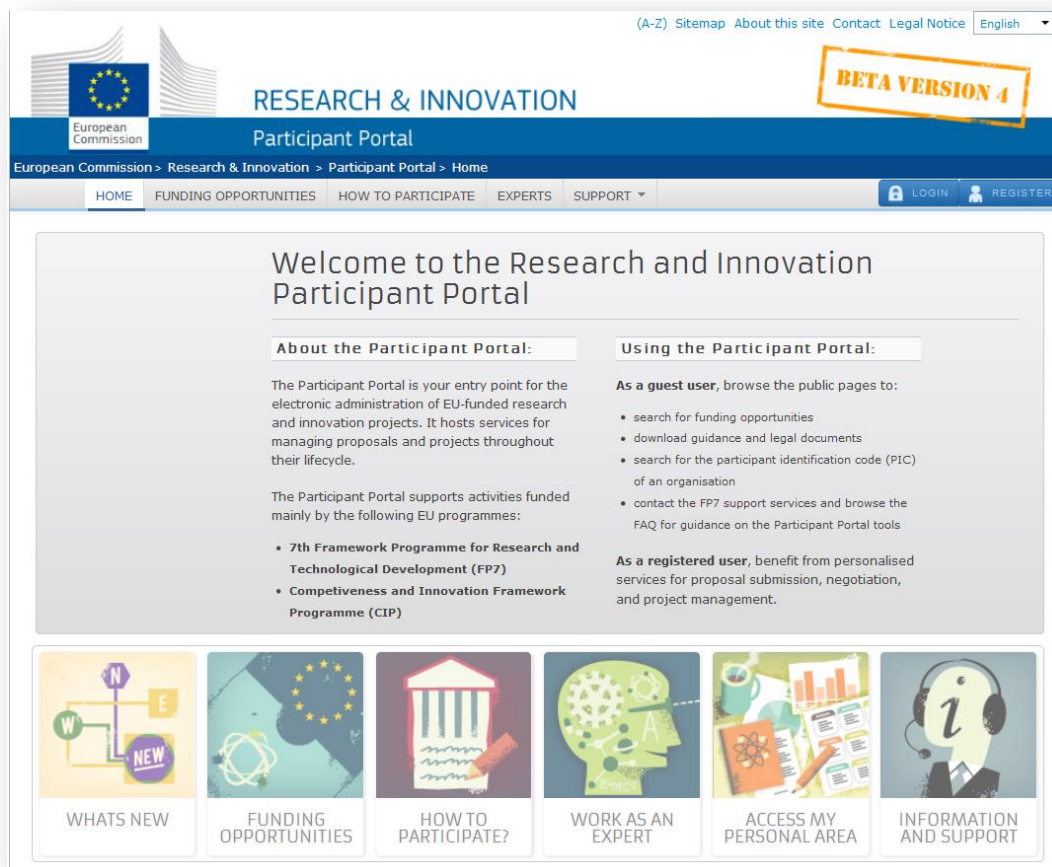 (A-Z) Sitemap About this site Contact Legal Notice English
BETA VERSION 4
RESEARCH & INNOVATION
European
Commission
Participant Portal
European Commission > Research & Innovation > Participant Portal > Home
HOME FUNDING OPPORTUNITIES HOW TO PARTICIPATE EXPERTS SUPPORT LOGIN REGISTER
Welcome to the Research and Innovation
Participant Portal
About the Participant Portal:
The Participant Portal is your entry point for the
electronic administration of EU-funded research
and innovation projects. It hosts services for
managing proposals and projects throughout
their lifecycle.
The Participant Portal supports activities funded
mainly by the following EU programmes:
• 7th Framework Programme for Research and
Technological Development (FP7)
• Competiveness and Innovation Framework
Programme (CIP)
Using the Participant Portal:
As a guest user, browse the public pages to:
• search for funding opportunities
• download guidance and legal documents
• search for the participant identification code (PIC)
of an organisation
• contact the FP7 support services and browse the
FAQ for guidance on the Participant Portal tools
As a registered user, benefit from personalised
services for proposal submission, negotiation,
and project management.
N
E
W
NEW
A
E=MC²
i
WHATS NEW
FUNDING
OPPORTUNITIES
HOW TO
PARTICIPATE?
WORK AS AN
EXPERT
ACCESS MY
PERSONAL AREA
INFORMATION
AND SUPPORT